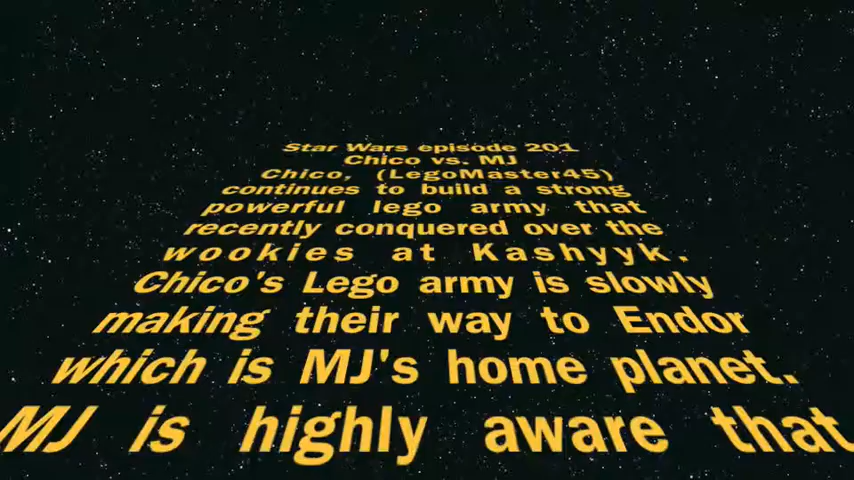 Star Wars episode 201
Chico vs. MJ
Chico, (LegoMaster45)
continues to build a strong
powerful lego army that
recently conquered over the
wookies at Kashyyk.
Chico's Lego army is slowly
making their way to Endor
which is MJ's home planet.
MJ is highly aware that